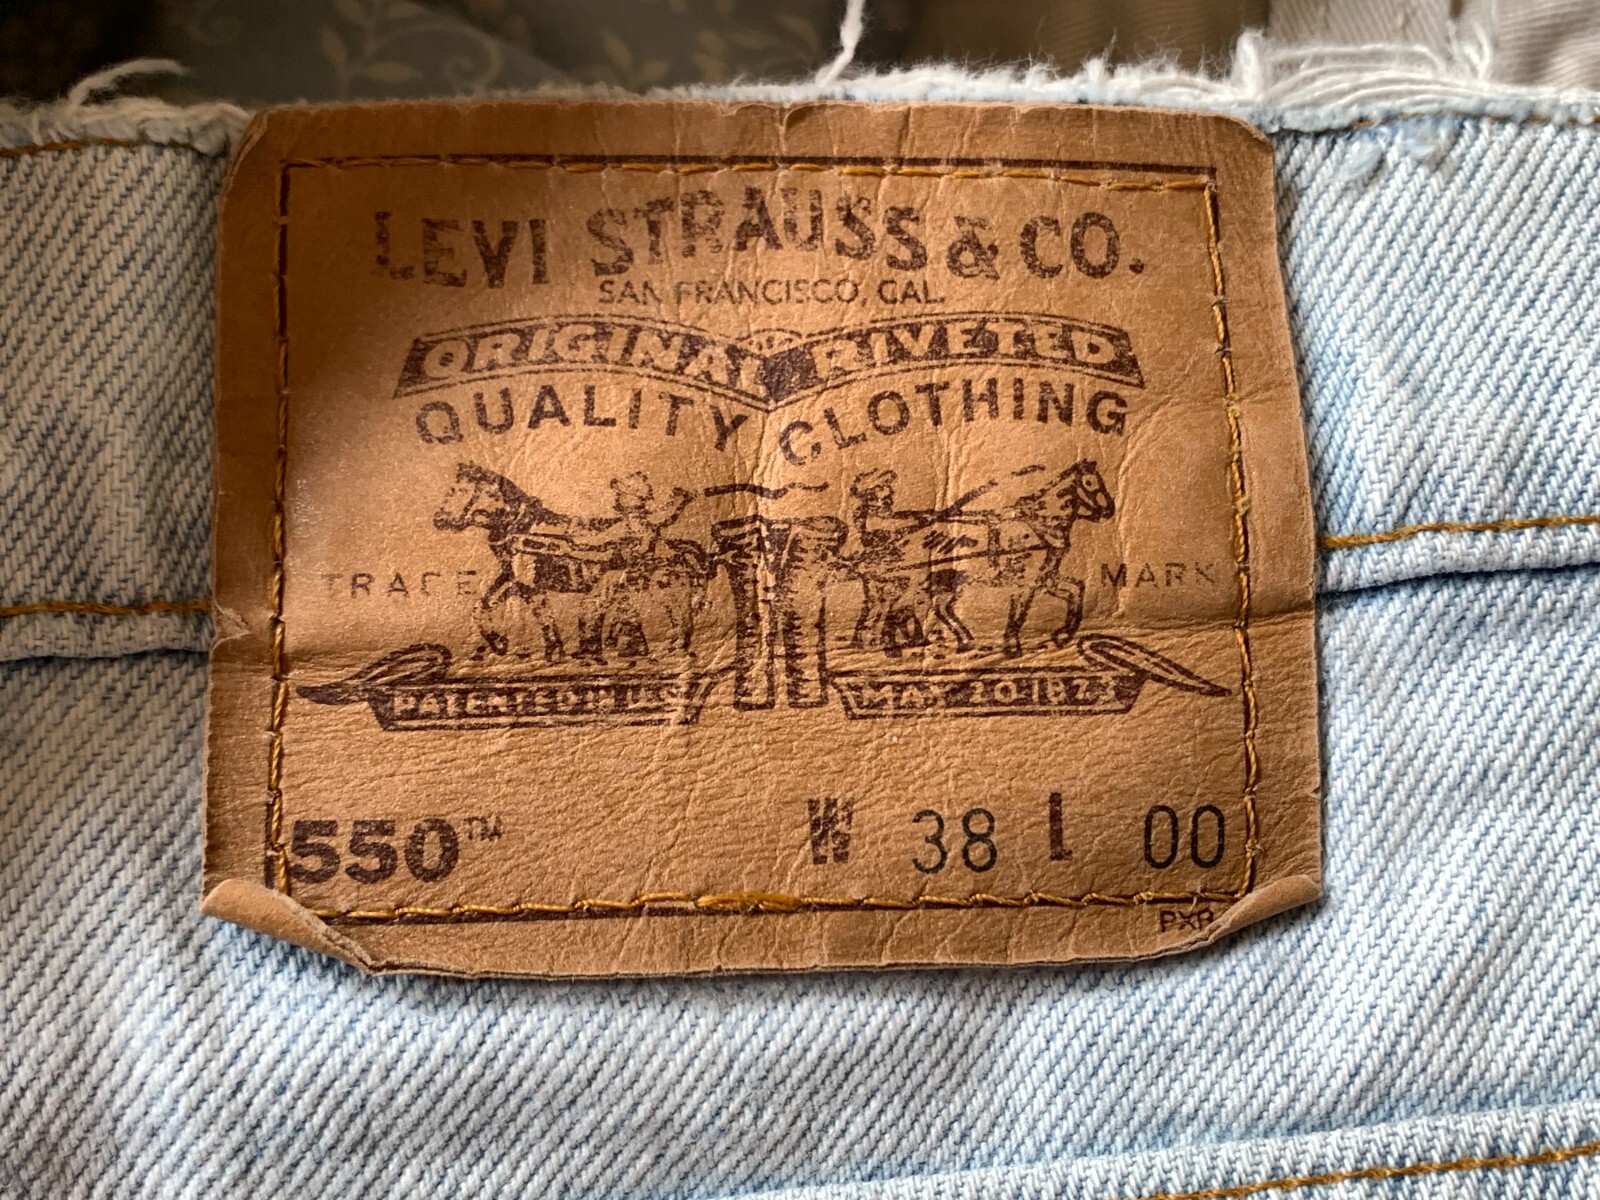 LEVI STRAUSS & CO.
SAN FRANCISCO, CAL.
ORIGINAL RIVETED
QUALITY CLOTHING
TRADE MARK
PATENTED IN U.S. MAY 20 1873
550™ W 38 L 00
PXR